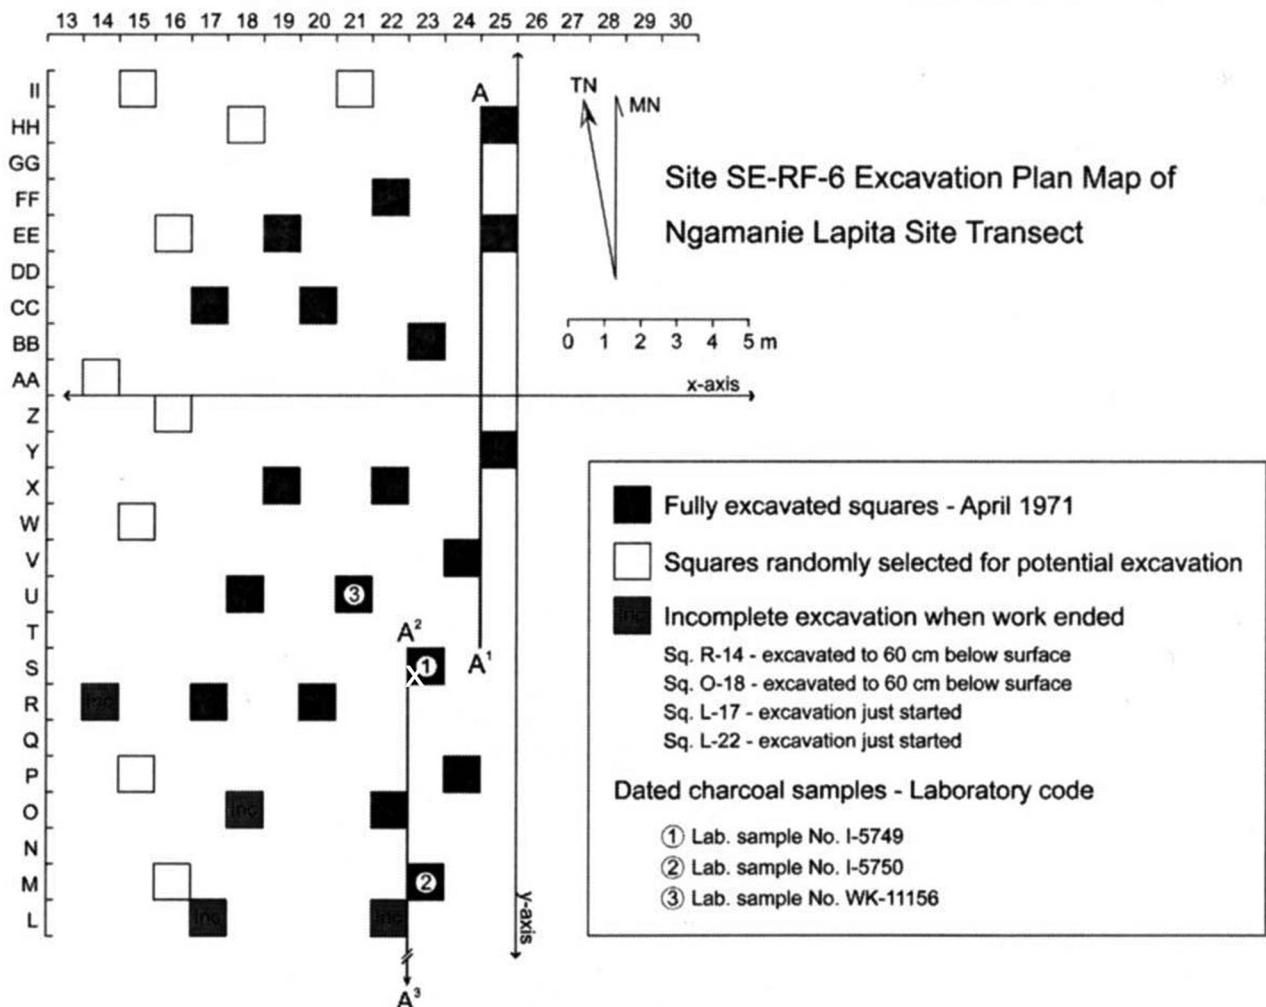 13 14 15 16 17 18 19 20 21 22 23 24 25 26 27 28 29 30
II
HH
GG
FF
EE
DD
CC
BB
AA
Z
Y
X
W
V
U
T
S
R
Q
P
O
N
M
L
A
TN
MN
Site SE-RF-6 Excavation Plan Map of
Ngamanie Lapita Site Transect
0 1 2 3 4 5 m
x-axis
3
A²
X
1
A¹
Inc
Inc
2
Inc
Inc
y-axis
A³
Fully excavated squares - April 1971
Squares randomly selected for potential excavation
Inc Incomplete excavation when work ended
Sq. R-14 - excavated to 60 cm below surface
Sq. O-18 - excavated to 60 cm below surface
Sq. L-17 - excavation just started
Sq. L-22 - excavation just started
Dated charcoal samples - Laboratory code
① Lab. sample No. I-5749
② Lab. sample No. I-5750
③ Lab. sample No. WK-11156